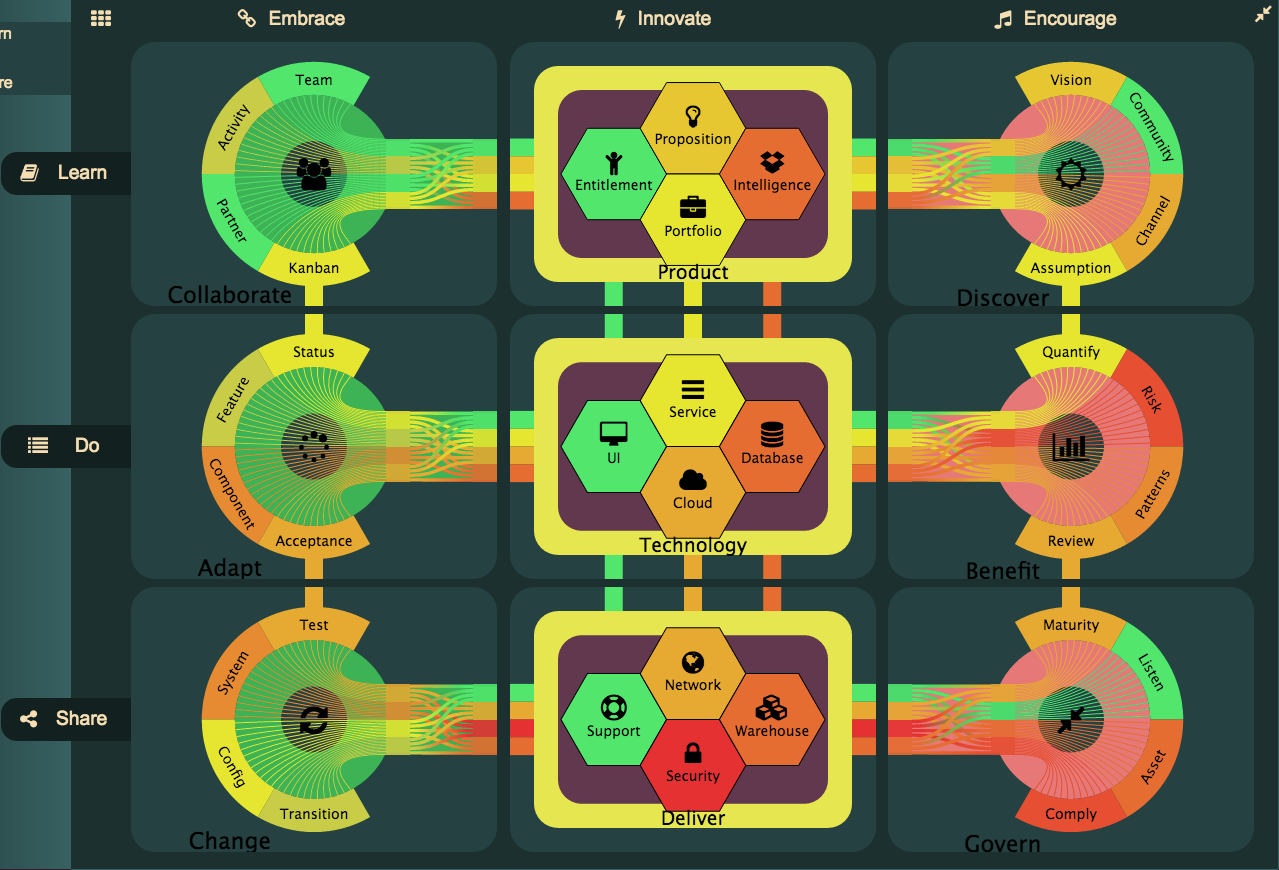 Embrace
Innovate
Encourage
rn
re
Learn
Team
Activity
Partner
Kanban
Collaborate
Proposition
Entitlement
Intelligence
Portfolio
Product
Vision
Community
Channel
Assumption
Discover
Do
Status
Feature
Component
Acceptance
Adapt
Service
UI
Database
Cloud
Technology
Quantify
Risk
Patterns
Review
Benefit
Share
Test
System
Config
Transition
Change
Network
Support
Warehouse
Security
Deliver
Maturity
Listen
Asset
Comply
Govern